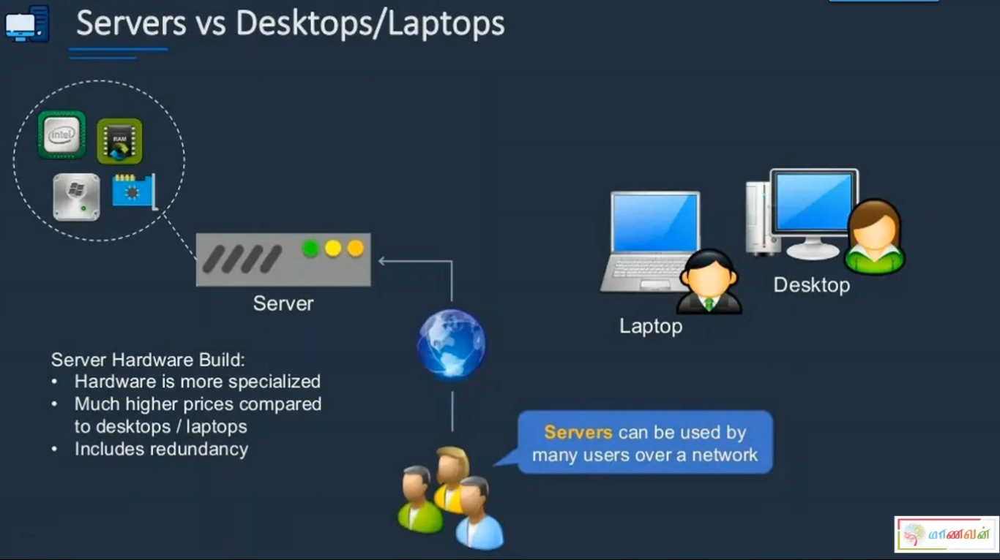 Servers vs Desktops/Laptops
intel
RAM
Server
Laptop
Desktop
Server Hardware Build:
• Hardware is more specialized
• Much higher prices compared
to desktops / laptops
• Includes redundancy
Servers can be used by
many users over a network
மாணவன்